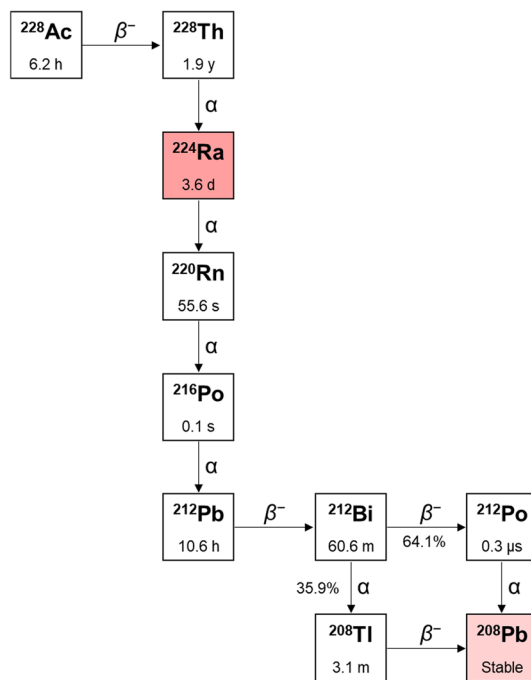 ²²⁸Ac β⁻ ²²⁸Th
6.2 h 1.9 y
α
²²⁴Ra
3.6 d
α
²²⁰Rn
55.6 s
α
²¹⁶Po
0.1 s
α
²¹²Pb β⁻ ²¹²Bi β⁻ ²¹²Po
10.6 h 60.6 m 64.1% 0.3 µs
35.9% α α
²⁰⁸Tl β⁻ ²⁰⁸Pb
3.1 m Stable